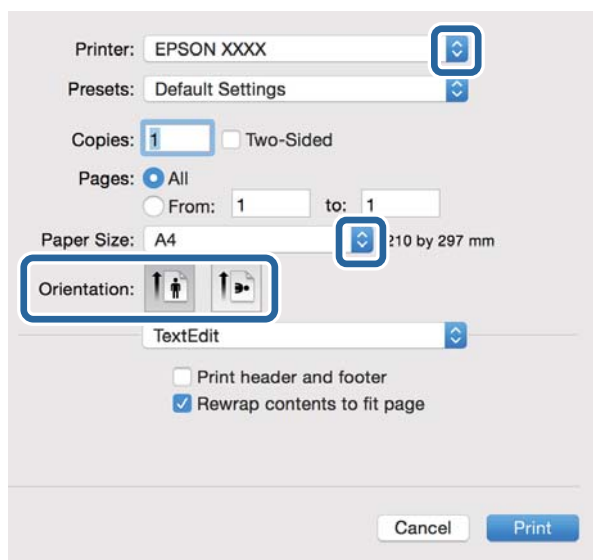 Printer: EPSON XXXX
Presets: Default Settings
Copies: 1 Two-Sided
Pages: All
From: 1 to: 1
Paper Size: A4 210 by 297 mm
Orientation:
TextEdit
Print header and footer
Rewrap contents to fit page
Cancel Print